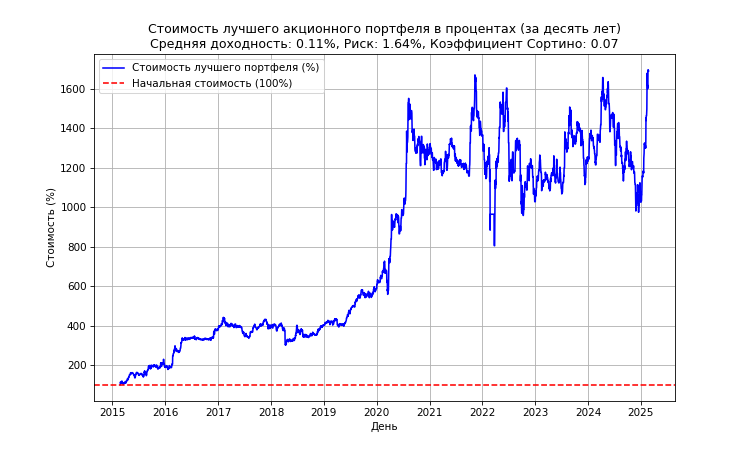 Стоимость лучшего акционного портфеля в процентах (за десять лет)
Средняя доходность: 0.11%, Риск: 1.64%, Коэффициент Сортино: 0.07
Стоимость лучшего портфеля (%)
Начальная стоимость (100%)
Стоимость (%)
1600
1400
1200
1000
800
600
400
200
2015 2016 2017 2018 2019 2020 2021 2022 2023 2024 2025
День